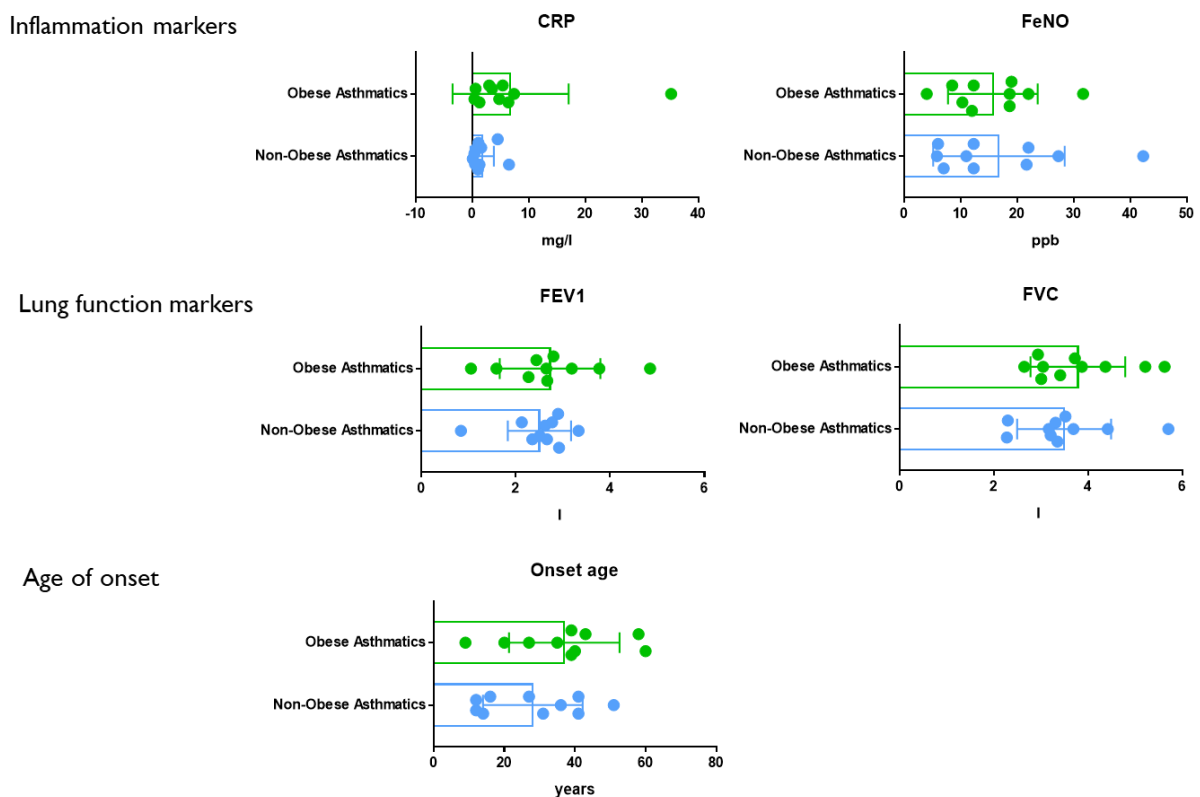 Inflammation markers
CRP
Obese Asthmatics
Non-Obese Asthmatics
-10 0 10 20 30 40
mg/l
FeNO
Obese Asthmatics
Non-Obese Asthmatics
0 10 20 30 40 50
ppb
Lung function markers
FEV1
Obese Asthmatics
Non-Obese Asthmatics
0 2 4 6
l
FVC
Obese Asthmatics
Non-Obese Asthmatics
0 2 4 6
l
Age of onset
Onset age
Obese Asthmatics
Non-Obese Asthmatics
0 20 40 60 80
years